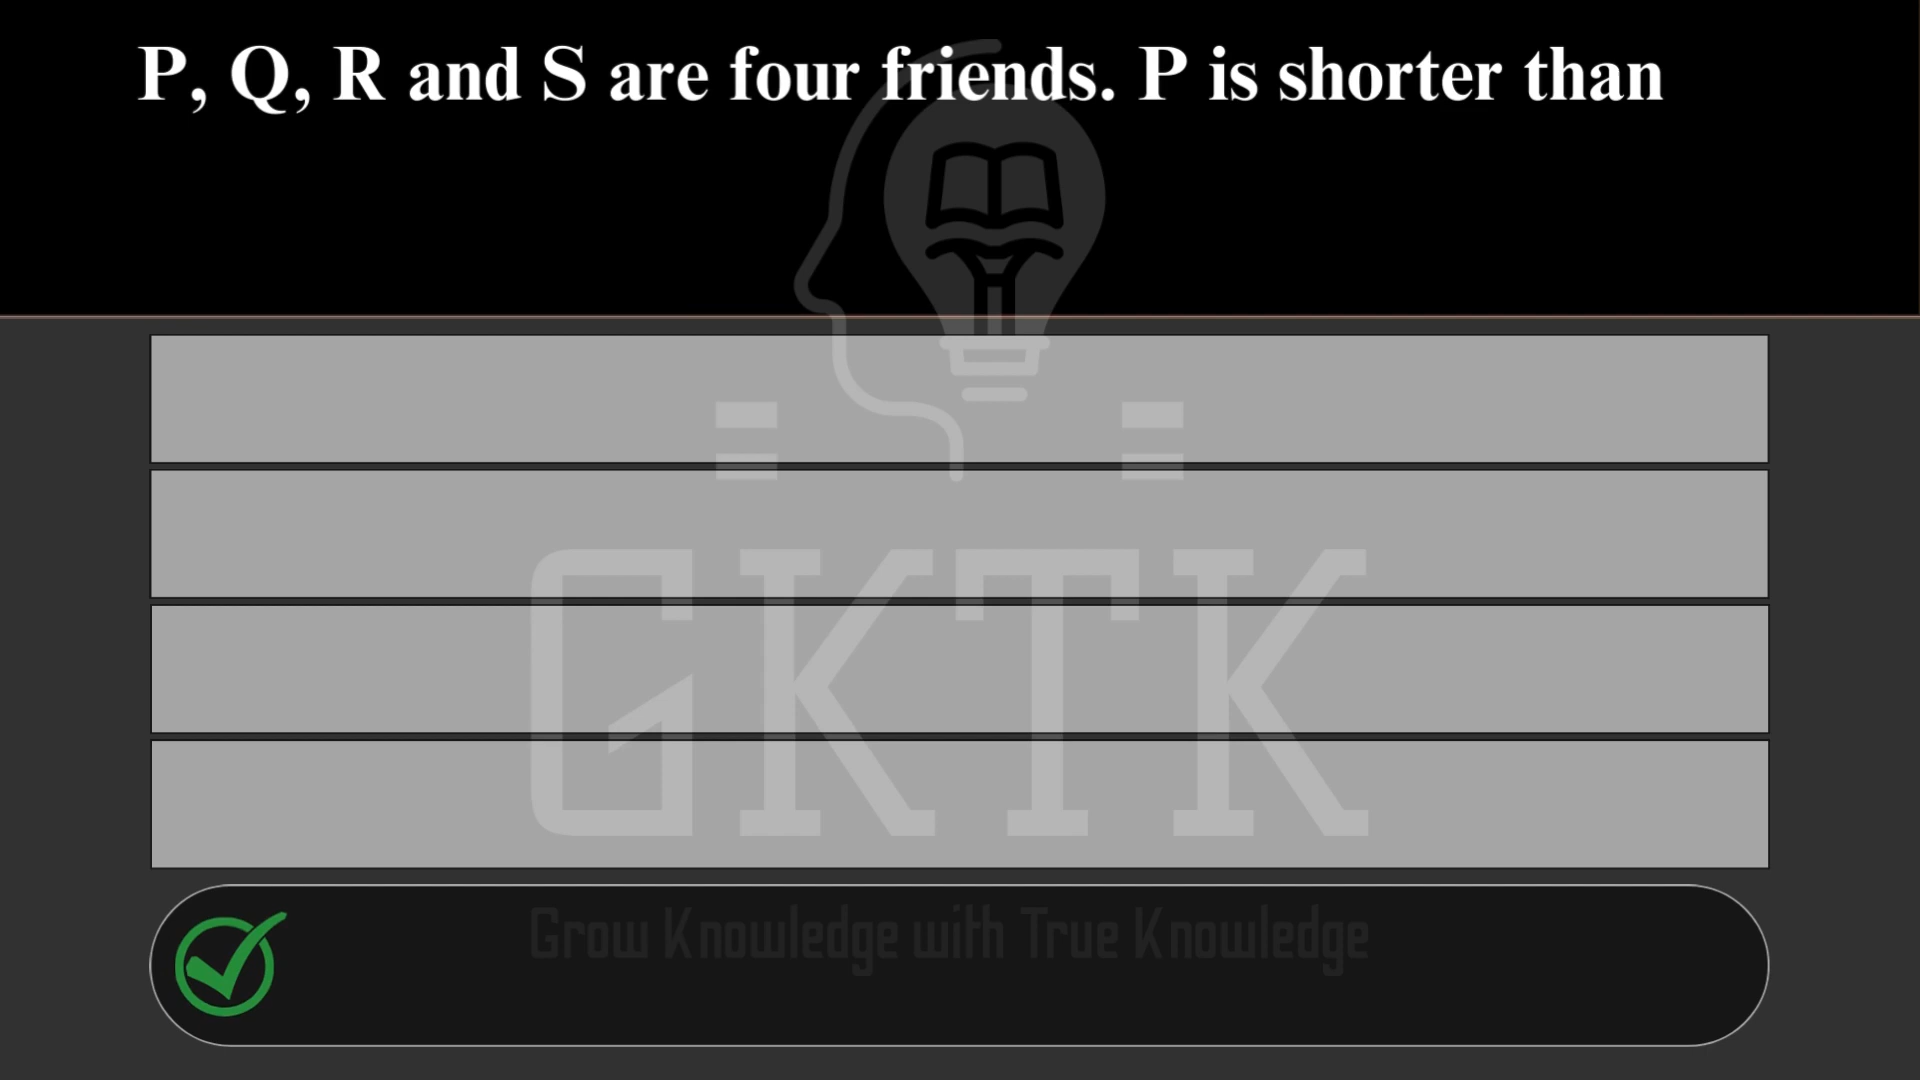 P, Q, R and S are four friends. P is shorter than
GKTK
Grow Knowledge with True Knowledge